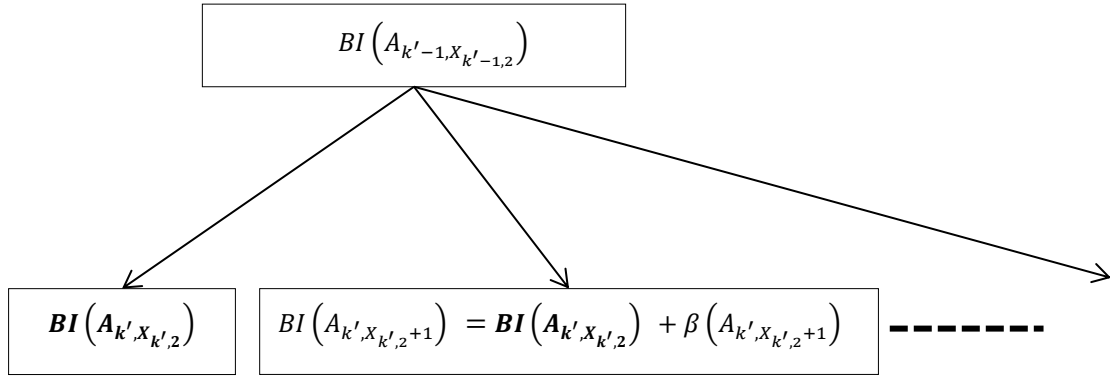 BI(A_{k′−1,X_{k′−1,2}})
BI(A_{k′,X_{k′,2}})
BI(A_{k′,X_{k′,2}+1}) = BI(A_{k′,X_{k′,2}}) + β(A_{k′,X_{k′,2}+1})